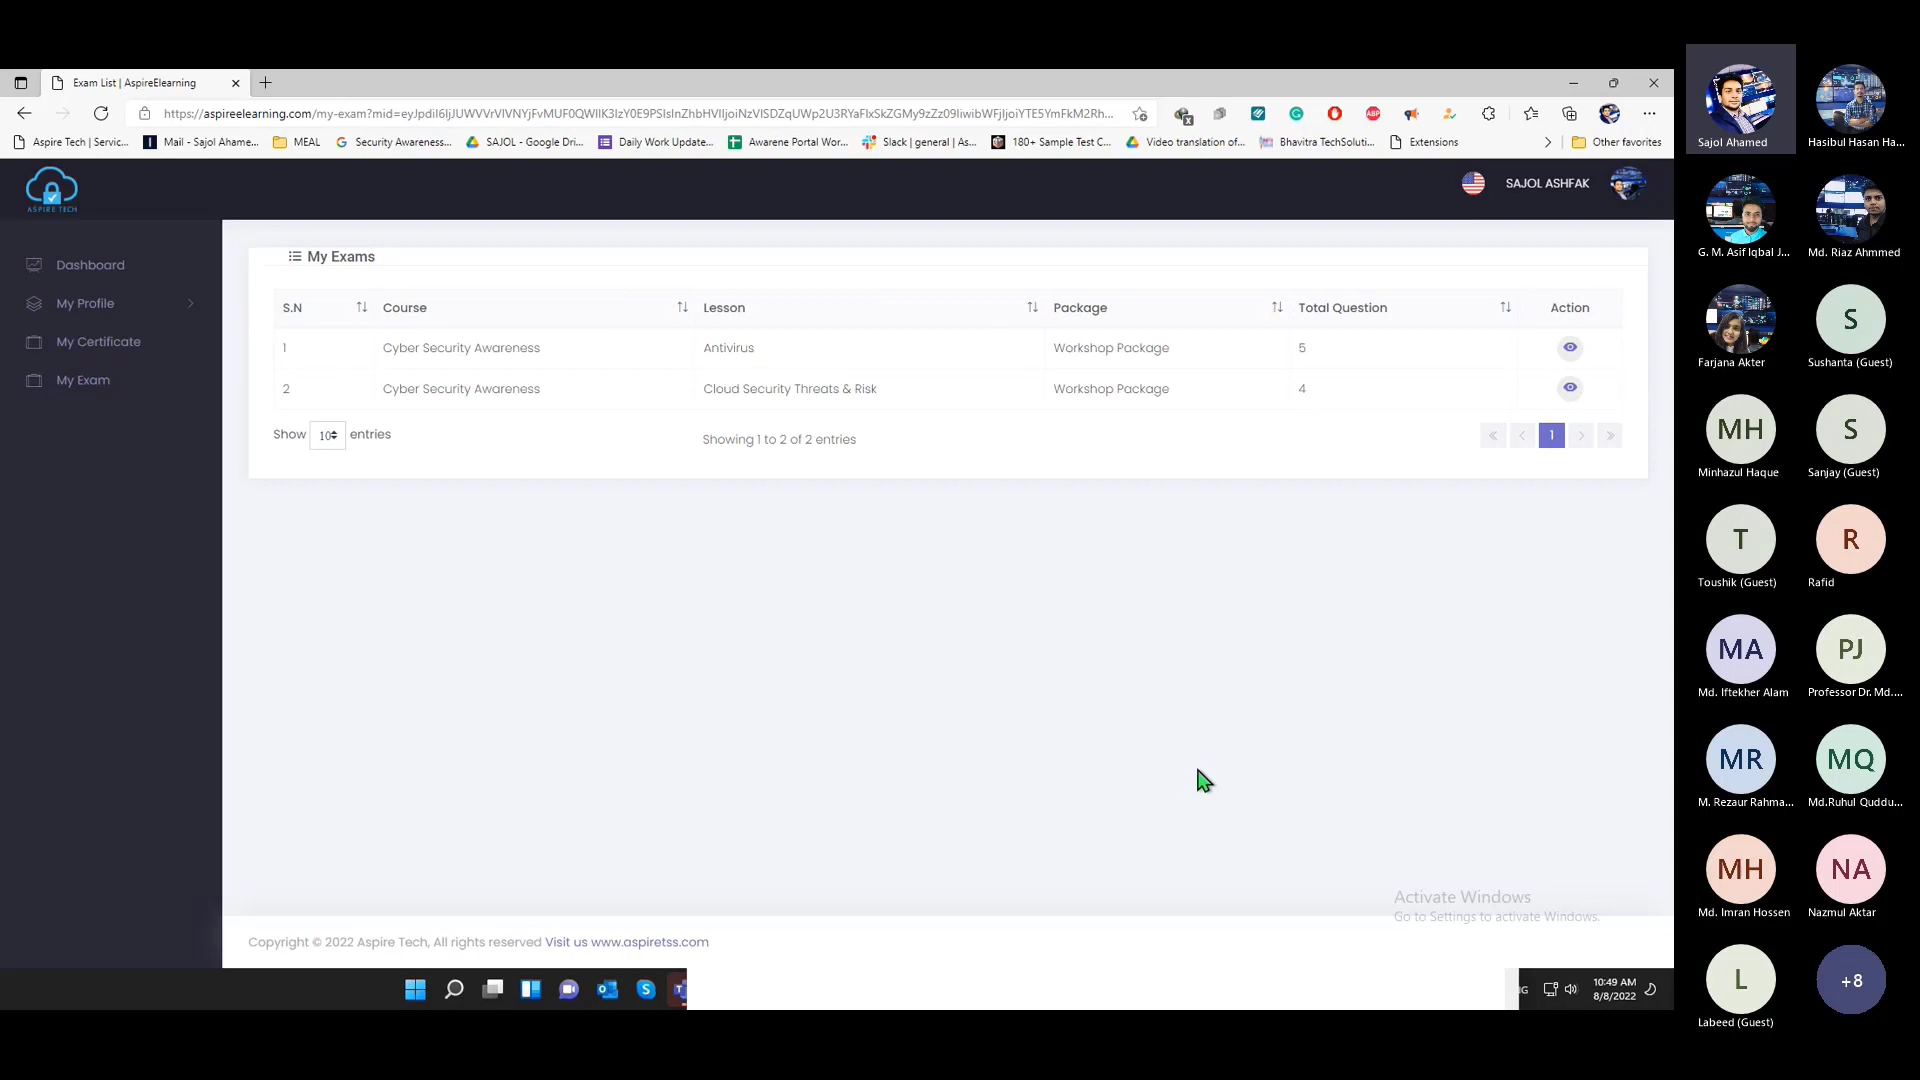 Exam List | AspireElearning
Aspire Tech | Servic...
Mail - Sajol Ahame...
MEAL
Security Awareness...
SAJOL - Google Dri...
Daily Work Update...
Awarene Portal Wor...
Slack | general | As...
180+ Sample Test C...
Video translation of...
Bhavitra TechSoluti...
Extensions
Other favorites
ASPIRE TECH
SAJOL ASHFAK
Dashboard
My Profile
My Certificate
My Exam
My Exams
S.N Course Lesson Package Total Question Action
1 Cyber Security Awareness Antivirus Workshop Package 5
2 Cyber Security Awareness Cloud Security Threats & Risk Workshop Package 4
Show 10 entries
Showing 1 to 2 of 2 entries
« ‹ 1 › »
Activate Windows
Go to Settings to activate Windows.
Copyright © 2022 Aspire Tech, All rights reserved Visit us www.aspiretss.com
10:49 AM
8/8/2022
Sajol Ahamed
Hasibul Hasan Ha...
G. M. Asif Iqbal J...
Md. Riaz Ahmmed
Farjana Akter
S
Sushanta (Guest)
MH
Minhazul Haque
S
Sanjay (Guest)
T
Toushik (Guest)
R
Rafid
MA
Md. Iftekher Alam
PJ
Professor Dr. Md....
MR
M. Rezaur Rahma...
MQ
Md.Ruhul Quddu...
MH
Md. Imran Hossen
NA
Nazmul Aktar
L
Labeed (Guest)
+8